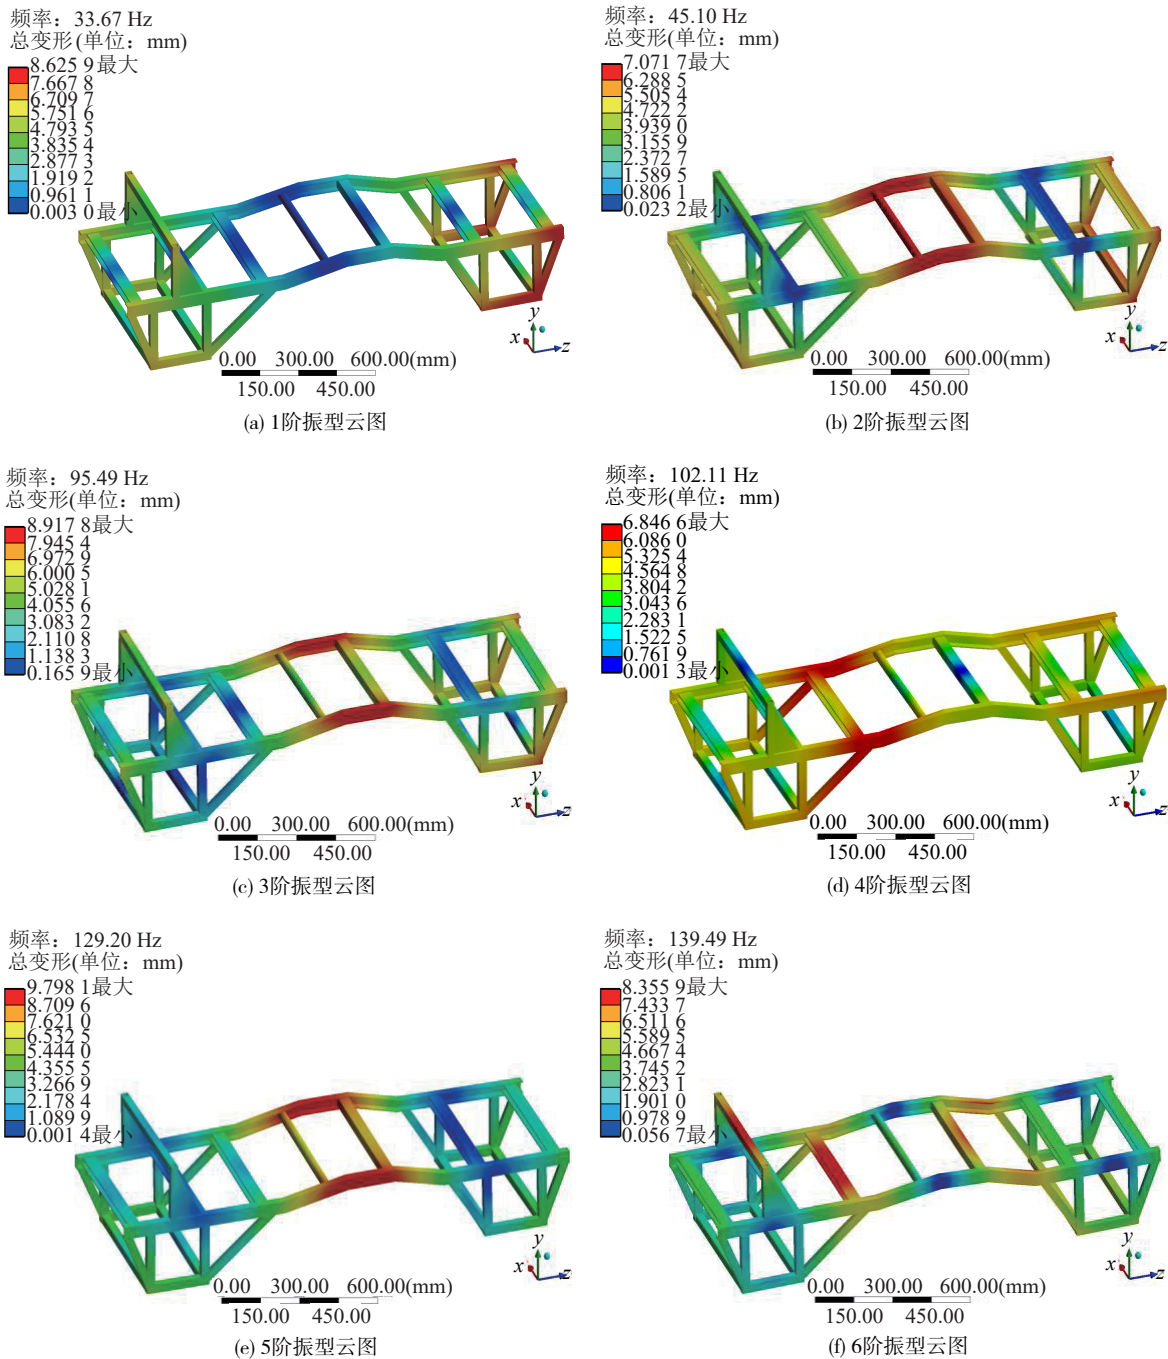 频率：33.67 Hz
总变形(单位：mm)
8.625 9最大
7.667 8
6.709 7
5.751 6
4.793 5
3.835 4
2.877 3
1.919 2
0.961 1
0.003 0最小
y
x
z
0.00 300.00 600.00(mm)
150.00 450.00
(a) 1阶振型云图
频率：45.10 Hz
总变形(单位：mm)
7.071 7最大
6.288 5
5.505 4
4.722 2
3.939 0
3.155 9
2.372 7
1.589 5
0.806 1
0.023 2最小
y
x
z
0.00 300.00 600.00(mm)
150.00 450.00
(b) 2阶振型云图
频率：95.49 Hz
总变形(单位：mm)
8.917 8最大
7.945 4
6.972 9
6.000 5
5.028 1
4.055 6
3.083 2
2.110 8
1.138 3
0.165 9最小
y
x
z
0.00 300.00 600.00(mm)
150.00 450.00
(c) 3阶振型云图
频率：102.11 Hz
总变形(单位：mm)
6.846 6最大
6.086 0
5.325 4
4.564 8
3.804 2
3.043 6
2.283 1
1.522 5
0.761 9
0.001 3最小
y
x
z
0.00 300.00 600.00(mm)
150.00 450.00
(d) 4阶振型云图
频率：129.20 Hz
总变形(单位：mm)
9.798 1最大
8.709 6
7.621 0
6.532 5
5.444 0
4.355 5
3.266 9
2.178 4
1.089 9
0.001 4最小
y
x
z
0.00 300.00 600.00(mm)
150.00 450.00
(e) 5阶振型云图
频率：139.49 Hz
总变形(单位：mm)
8.355 9最大
7.433 7
6.511 6
5.589 5
4.667 4
3.745 2
2.823 1
1.901 0
0.978 9
0.056 7最小
y
x
z
0.00 300.00 600.00(mm)
150.00 450.00
(f) 6阶振型云图